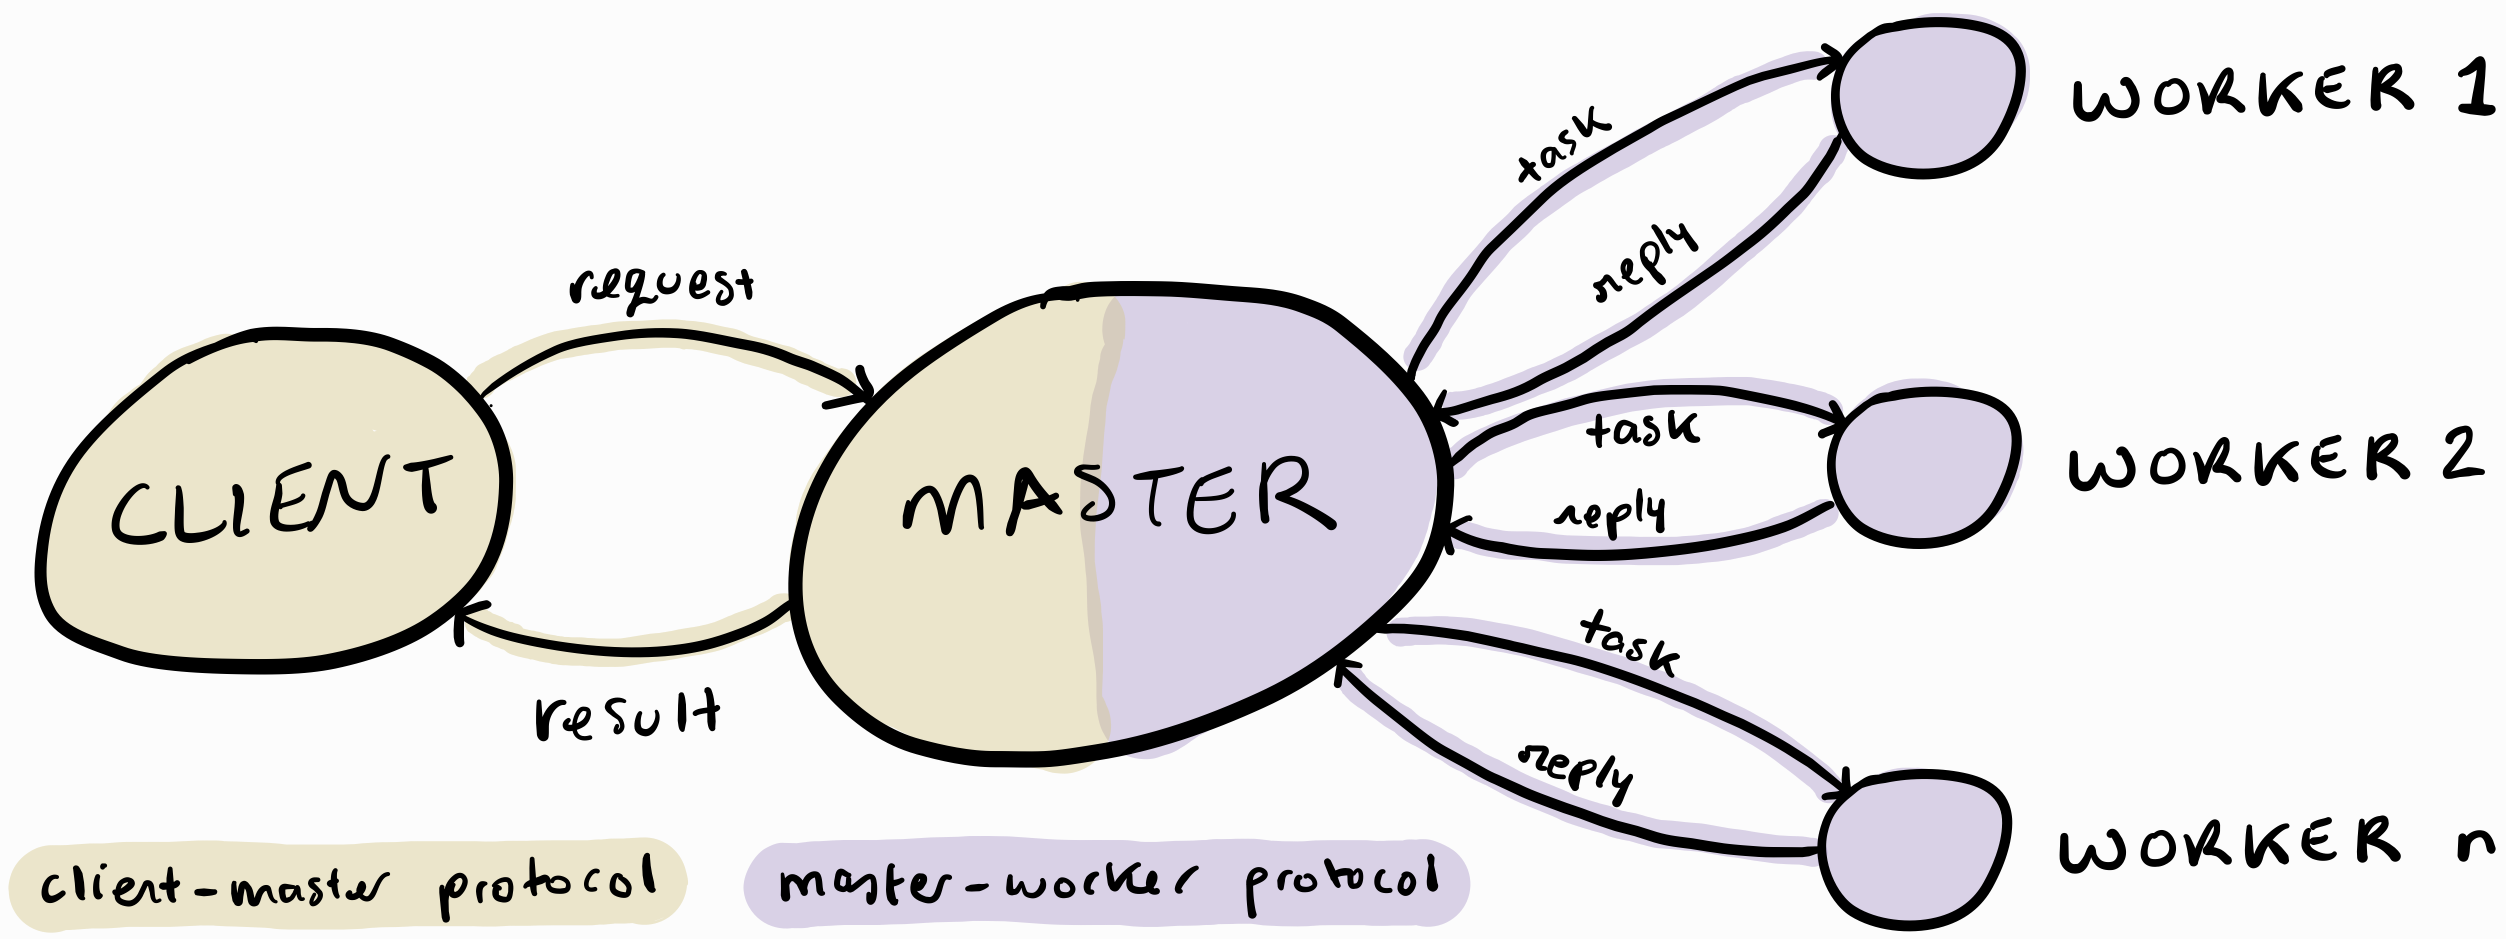 CLIENT
request
result
MASTER
task
reply
task
reply
task
reply
WORKER 1
WORKER 2
WORKER n
client-master protocol
master-worker protocol